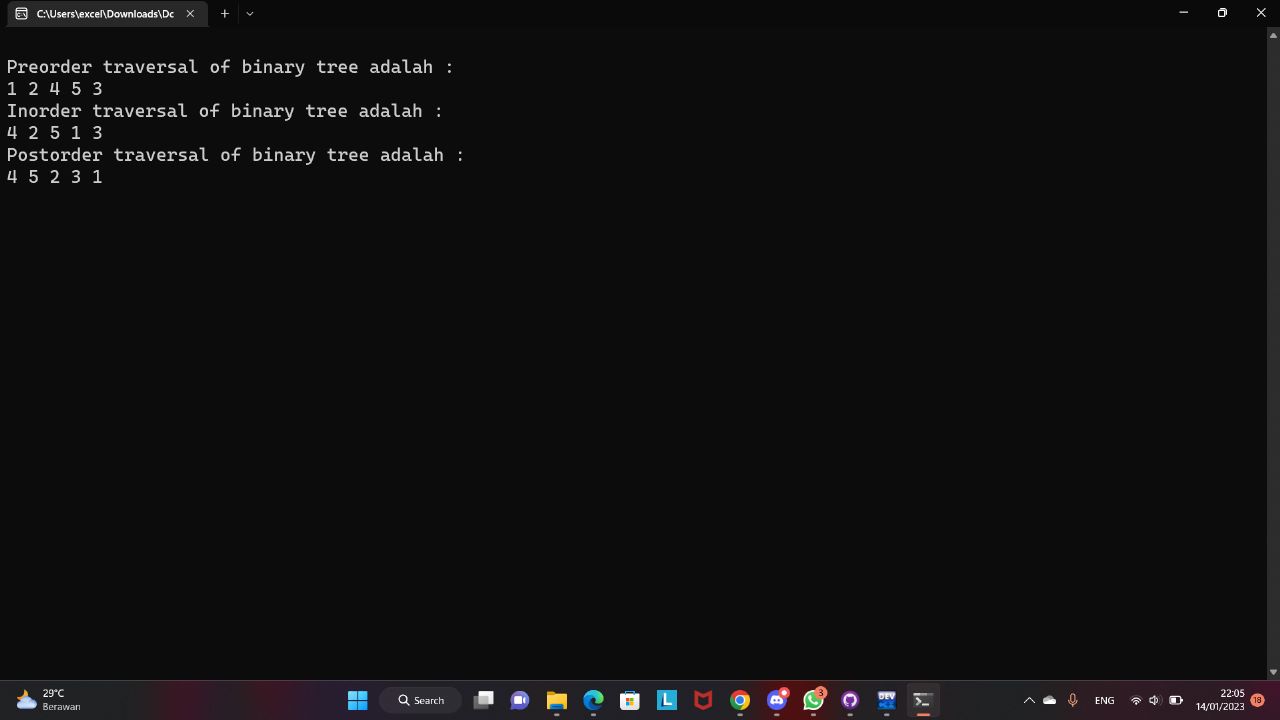 C:\Users\excel\Downloads\Dc
Preorder traversal of binary tree adalah :
1 2 4 5 3
Inorder traversal of binary tree adalah :
4 2 5 1 3
Postorder traversal of binary tree adalah :
4 5 2 3 1
29°C
Berawan
Search
L
3
DEV
ENG
22:05
14/01/2023
18